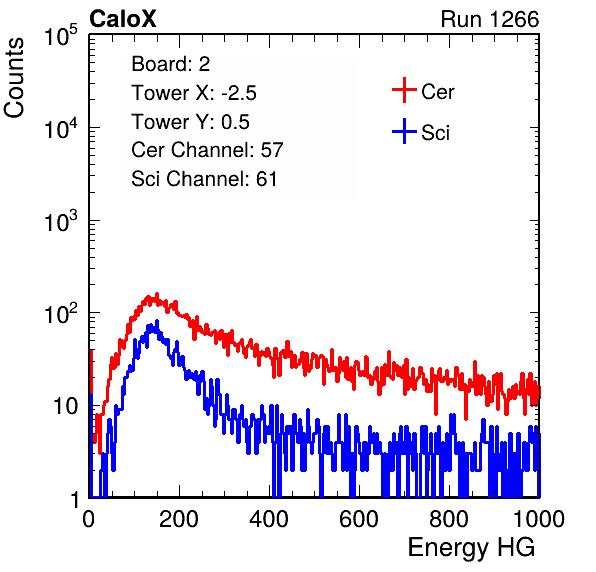 CaloX Run 1266
Counts
10^5
10^4
10^3
10^2
10
1
Board: 2
Tower X: -2.5
Tower Y: 0.5
Cer Channel: 57
Sci Channel: 61
Cer
Sci
0 200 400 600 800 1000
Energy HG